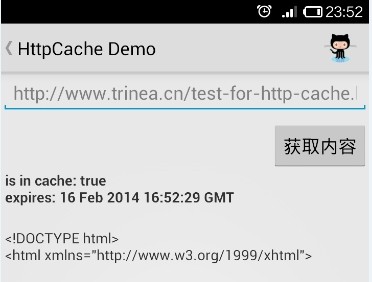 23:52
HttpCache Demo
http://www.trinea.cn/test-for-http-cache.
获取内容
is in cache: true
expires: 16 Feb 2014 16:52:29 GMT
<!DOCTYPE html>
<html xmlns="http://www.w3.org/1999/xhtml">